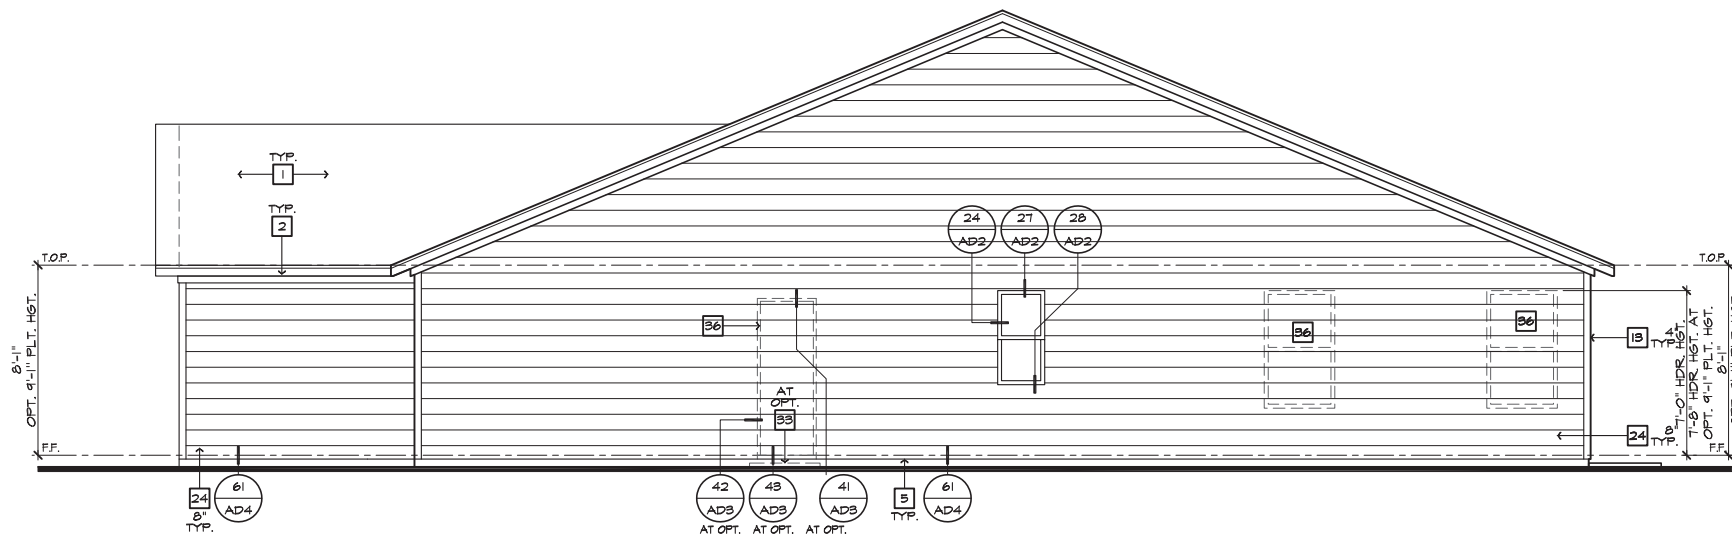 TYP.
1
TYP.
2
24
AD2
27
AD2
28
AD2
T.O.P.
T.O.P.
8'-1"
OPT. 9'-1" PLT. HGT.
36
36
36
AT
OPT.
33
13
4"
TYP.
7'-0" HDR. HGT.
7'-8" HDR. HGT. AT
OPT. 9'-1" PLT. HGT.
8'-1"
24
8"
TYP.
F.F.
F.F.
24
8"
TYP.
61
AD4
42
AD3
AT OPT.
43
AD3
AT OPT.
41
AD3
AT OPT.
5
TYP.
61
AD4